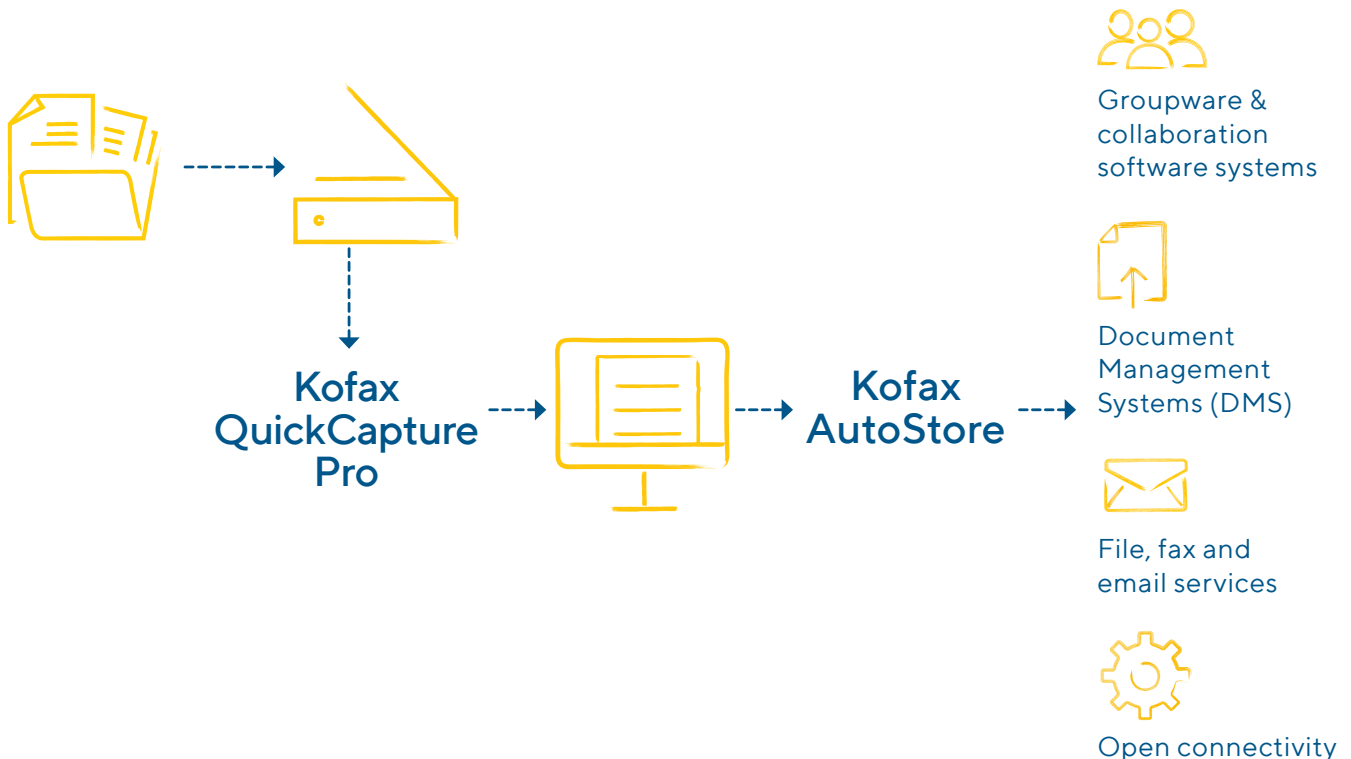 Groupware &
collaboration
software systems
Document
Management
Systems (DMS)
Kofax
QuickCapture
Pro
Kofax
AutoStore
File, fax and
email services
Open connectivity